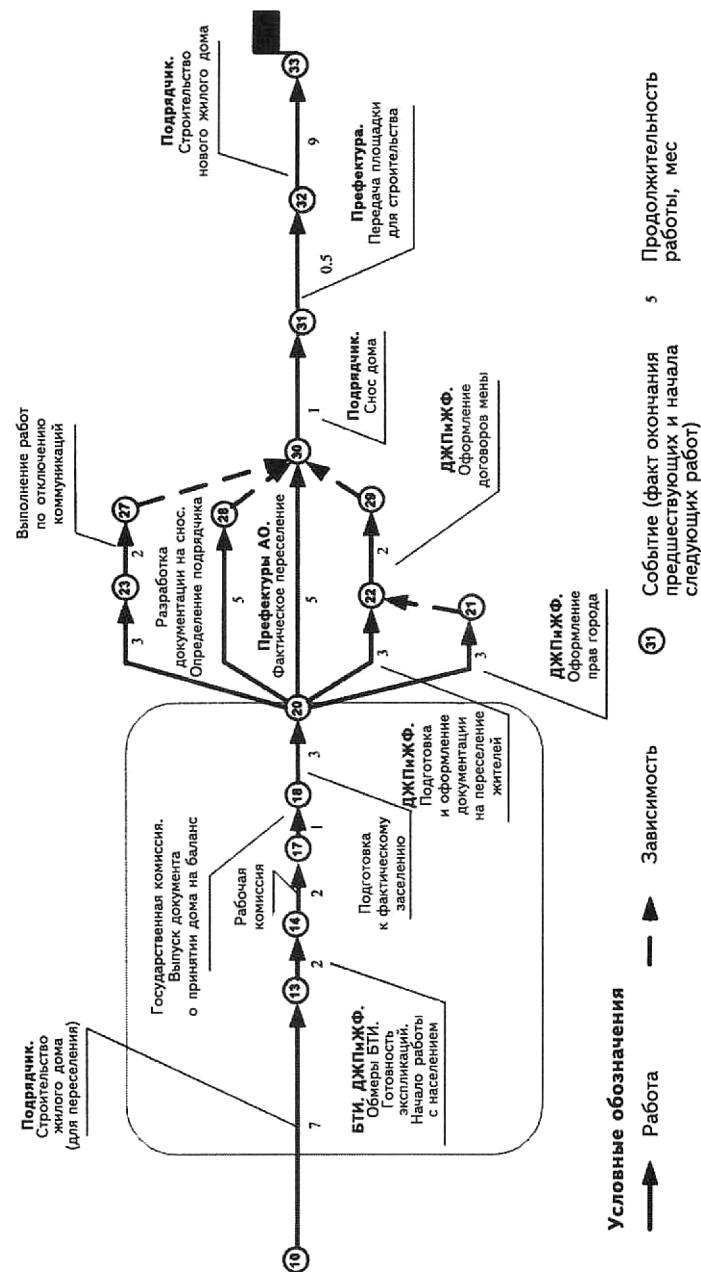 Подрядчик.
Строительство
жилого дома
(для переселения)
Государственная комиссия.
Выпуск документа
о принятии дома на баланс
Рабочая
комиссия
Выполнение работ
по отключению
коммуникаций
Разработка
документации на снос.
Определение подрядчика
Префектуры АО.
Фактическое переселение
Подрядчик.
Строительство
нового жилого дома
10
7
13
2
14
2
17
1
18
3
20
3
23
2
27
5
28
5
30
3
22
2
29
3
21
1
31
0.5
32
9
33
БТИ. ДЖПиЖФ.
Обмеры БТИ.
Готовность
экспликаций.
Начало работы
с населением
Подготовка
к фактическому
заселению
ДЖПиЖФ.
Подготовка
и оформление
документации
на переселение
жителей
ДЖПиЖФ.
Оформление
прав города
ДЖПиЖФ.
Оформление
договоров мены
Подрядчик.
Снос дома
Префектура.
Передача площадки
для строительства
Условные обозначения
Работа
Зависимость
31
Событие (факт окончания
предшествующих и начала
следующих работ)
5
Продолжительность
работы, мес